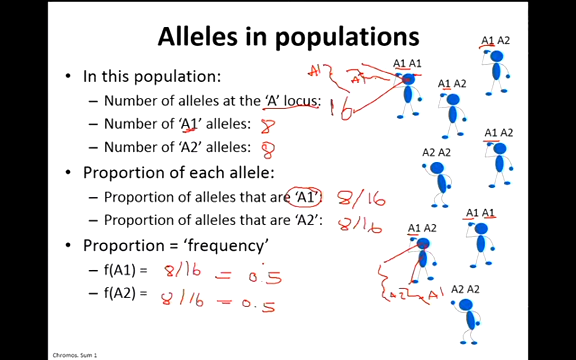 Alleles in populations
• In this population:
– Number of alleles at the 'A' locus: 16
– Number of 'A1' alleles: 8
– Number of 'A2' alleles: 8
• Proportion of each allele:
– Proportion of alleles that are 'A1': 8/16
– Proportion of alleles that are 'A2': 8/16
• Proportion = 'frequency'
– f(A1) = 8/16 = 0.5
– f(A2) = 8/16 = 0.5
A1 A2
A1 A1
A1
A1 A2
A1 A2
A2 A2
A1 A1
A1 A2
A2
A1
A2 A2
Chromos. Sum 1